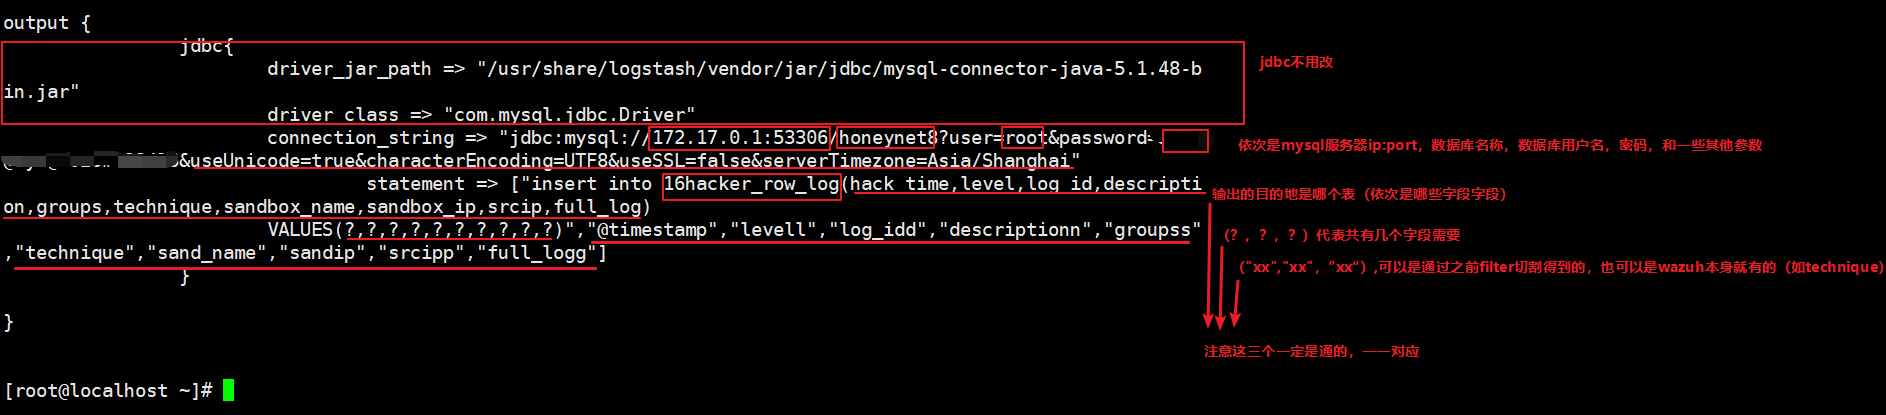 output {
jdbc{
driver_jar_path => "/usr/share/logstash/vendor/jar/jdbc/mysql-connector-java-5.1.48-b
in.jar"
jdbc不用改
driver_class => "com.mysql.jdbc.Driver"
connection_string => "jdbc:mysql://172.17.0.1:53306/honeynet8?user=root&password=
依次是mysql服务器ip:port，数据库名称，数据库用户名，密码，和一些其他参数
&useUnicode=true&characterEncoding=UTF8&useSSL=false&serverTimezone=Asia/Shanghai"
statement => ["insert into 16hacker_row_log(hack_time,level,log_id,descripti
输出的目的地是哪个表（依次是哪些字段字段）
on,groups,technique,sandbox_name,sandbox_ip,srcip,full_log)
VALUES(?,?,?,?,?,?,?,?,?,?)","@timestamp","levell","log_idd","descriptionn","groupss"
（？，？，？）代表共有几个字段需要
,"technique","sand_name","sandip","srcipp","full_logg"]
（"xx","xx"，"xx“）,可以是通过之前filter切割得到的，也可以是wazuh本身就有的（如technique）
}
}
注意这三个一定是通的，一一对应
[root@localhost ~]#